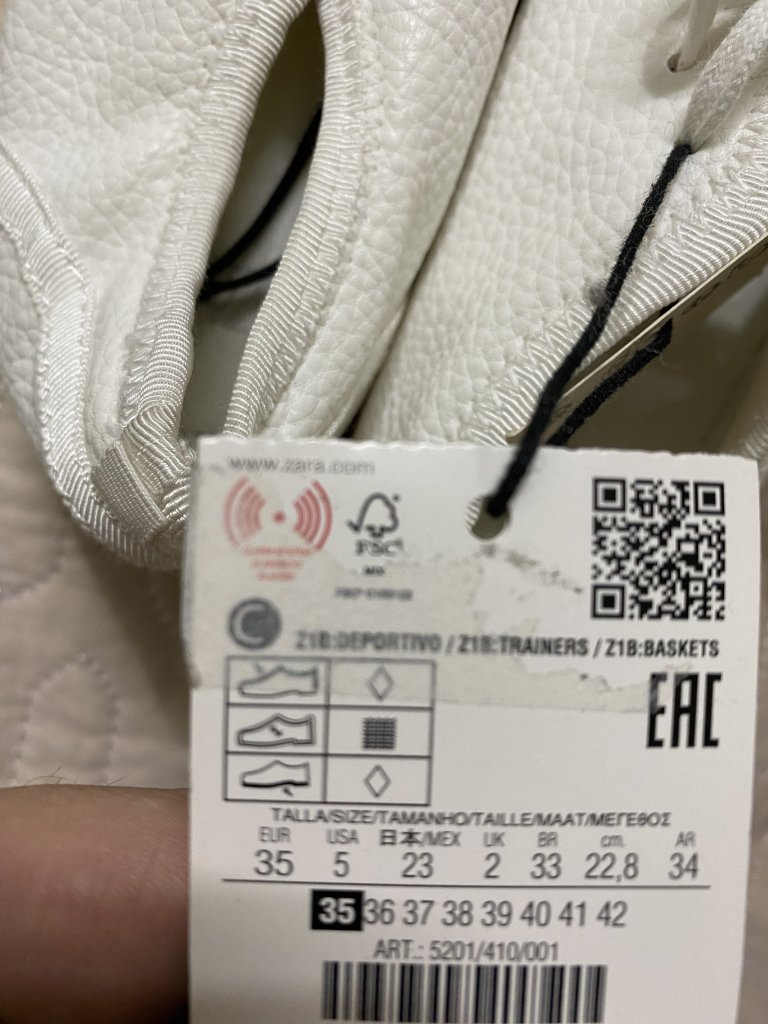 www.zara.com
FSC
Z1B:DEPORTIVO / Z1B:TRAINERS / Z1B:BASKETS
EAC
TALLA/SIZE/TAMANHO/TAILLE/MAAT/ΜΕΓΕΘΟΣ
EUR USA 日本/MEX UK BR cm. AR
35 5 23 2 33 22,8 34
35 36 37 38 39 40 41 42
ART.: 5201/410/001